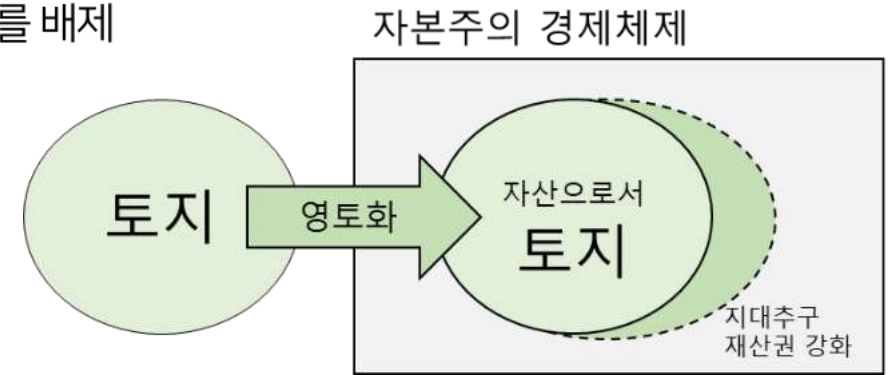 를 배제
자본주의 경제체제
토지
영토화
자산으로서
토지
지대추구
재산권 강화